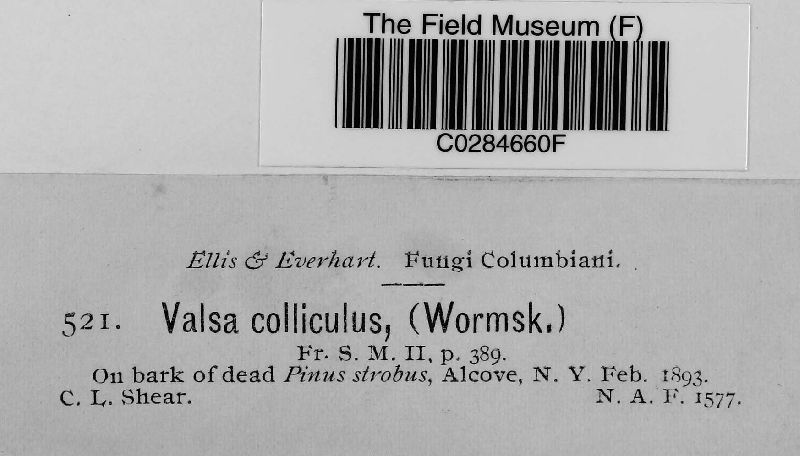 The Field Museum (F)
C0284660F
Ellis & Everhart. Fungi Columbiani.
521. Valsa colliculus, (Wormsk.)
Fr. S. M. II, p. 389.
On bark of dead Pinus strobus, Alcove, N. Y. Feb. 1893.
C. L. Shear. N. A. F. 1577.